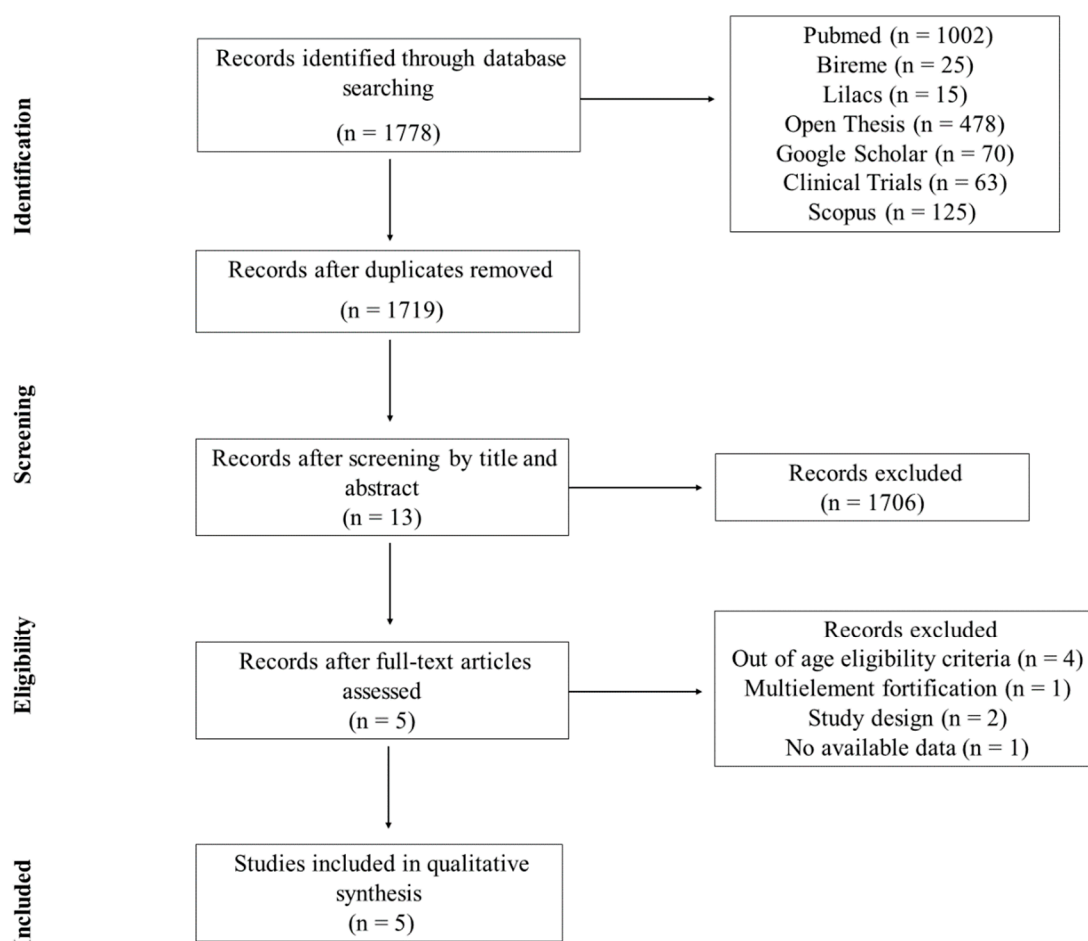 Identification
Records identified through database
searching
(n = 1778)
Pubmed (n = 1002)
Bireme (n = 25)
Lilacs (n = 15)
Open Thesis (n = 478)
Google Scholar (n = 70)
Clinical Trials (n = 63)
Scopus (n = 125)
Records after duplicates removed
(n = 1719)
Screening
Records after screening by title and
abstract
(n = 13)
Records excluded
(n = 1706)
Eligibility
Records after full-text articles
assessed
(n = 5)
Records excluded
Out of age eligibility criteria (n = 4)
Multielement fortification (n = 1)
Study design (n = 2)
No available data (n = 1)
Included
Studies included in qualitative
synthesis
(n = 5)